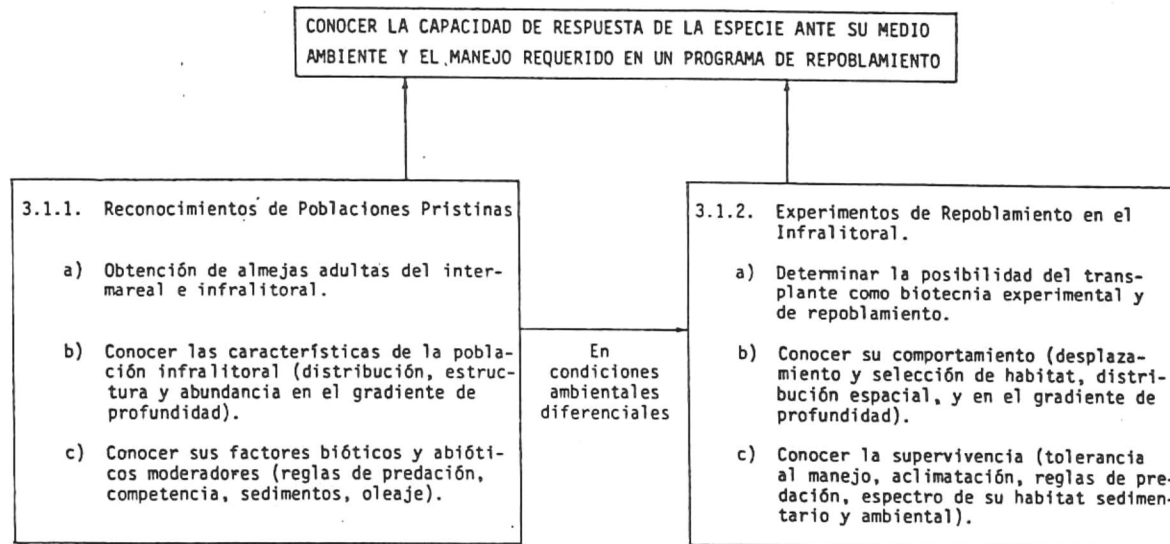 CONOCER LA CAPACIDAD DE RESPUESTA DE LA ESPECIE ANTE SU MEDIO
AMBIENTE Y EL MANEJO REQUERIDO EN UN PROGRAMA DE REPOBLAMIENTO
3.1.1. Reconocimientos de Poblaciones Pristinas
a) Obtención de almejas adultas del inter-
mareal e infralitoral.
b) Conocer las características de la pobla-
ción infralitoral (distribución, estruc-
tura y abundancia en el gradiente de
profundidad).
c) Conocer sus factores bióticos y abióti-
cos moderadores (reglas de predación,
competencia, sedimentos, oleaje).
En
condiciones
ambientales
diferenciales
3.1.2. Experimentos de Repoblamiento en el
Infralitoral.
a) Determinar la posibilidad del trans-
plante como biotecnia experimental y
de repoblamiento.
b) Conocer su comportamiento (desplaza-
miento y selección de habitat, distri-
bución espacial, y en el gradiente de
profundidad).
c) Conocer la supervivencia (tolerancia
al manejo, aclimatación, reglas de pre-
dación, espectro de su habitat sedimen-
tario y ambiental).